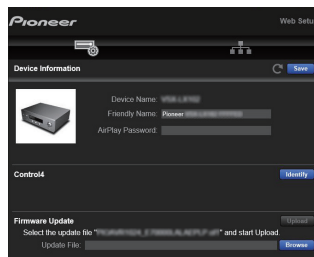 Pioneer
Web Setu
Device Information
Save
Device Name:
Friendly Name: Pioneer
AirPlay Password:
Control4
Identify
Firmware Update
Upload
Select the update file "" and start Upload.
Update File:
Browse